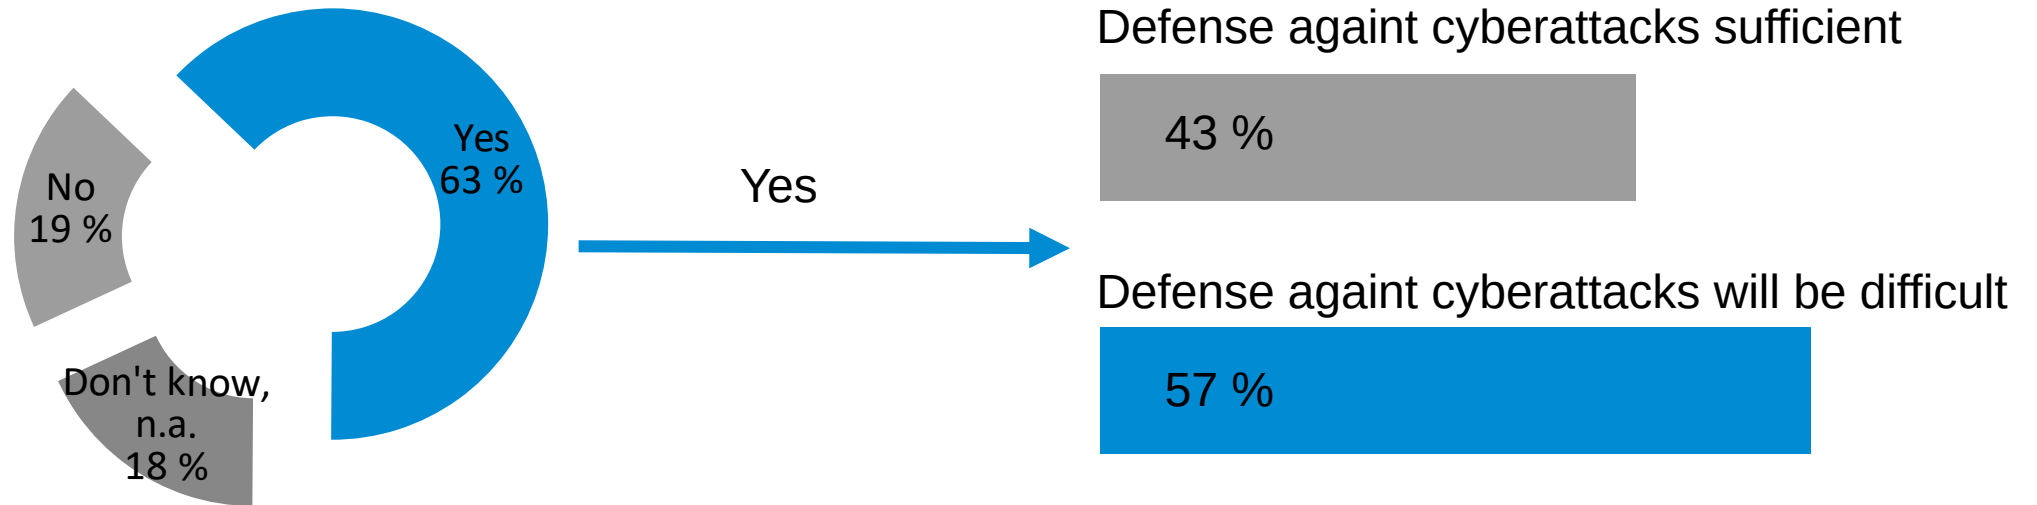 Yes
63 %
No
19 %
Don't know,
n.a.
18 %
Yes
Defense againt cyberattacks sufficient
43 %
Defense againt cyberattacks will be difficult
57 %